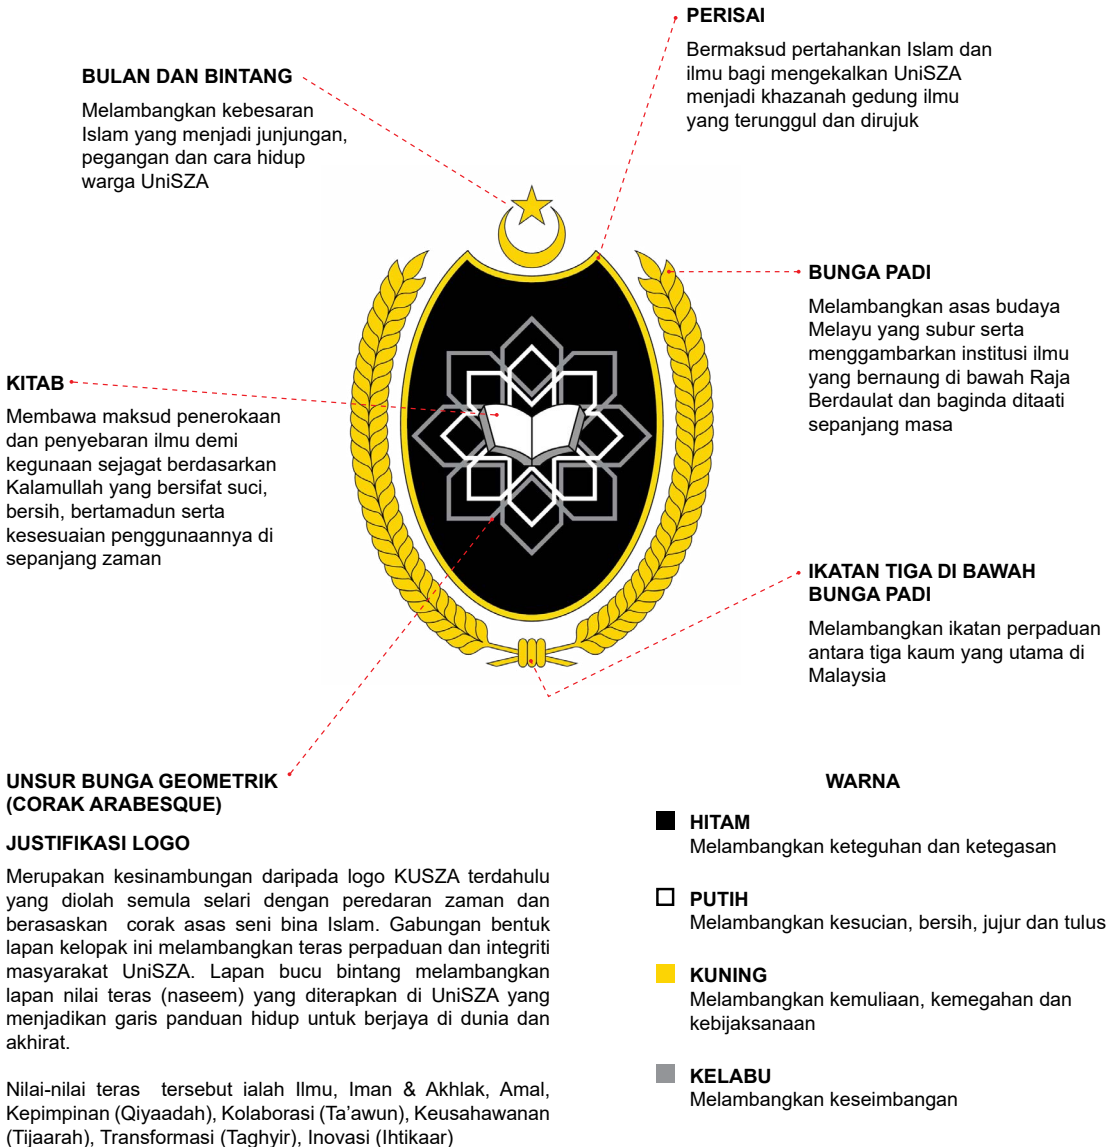 PERISAI
Bermaksud pertahankan Islam dan
ilmu bagi mengekalkan UniSZA
menjadi khazanah gedung ilmu
yang terunggul dan dirujuk
BULAN DAN BINTANG
Melambangkan kebesaran
Islam yang menjadi junjungan,
pegangan dan cara hidup
warga UniSZA
BUNGA PADI
Melambangkan asas budaya
Melayu yang subur serta
menggambarkan institusi ilmu
yang bernaung di bawah Raja
Berdaulat dan baginda ditaati
sepanjang masa
KITAB
Membawa maksud penerokaan
dan penyebaran ilmu demi
kegunaan sejagat berdasarkan
Kalamullah yang bersifat suci,
bersih, bertamadun serta
kesesuaian penggunaannya di
sepanjang zaman
IKATAN TIGA DI BAWAH
BUNGA PADI
Melambangkan ikatan perpaduan
antara tiga kaum yang utama di
Malaysia
UNSUR BUNGA GEOMETRIK
(CORAK ARABESQUE)
JUSTIFIKASI LOGO
Merupakan kesinambungan daripada logo KUSZA terdahulu
yang diolah semula selari dengan peredaran zaman dan
berasaskan corak asas seni bina Islam. Gabungan bentuk
lapan kelopak ini melambangkan teras perpaduan dan integriti
masyarakat UniSZA. Lapan bucu bintang melambangkan
lapan nilai teras (naseem) yang diterapkan di UniSZA yang
menjadikan garis panduan hidup untuk berjaya di dunia dan
akhirat.
Nilai-nilai teras tersebut ialah Ilmu, Iman & Akhlak, Amal,
Kepimpinan (Qiyaadah), Kolaborasi (Ta'awun), Keusahawanan
(Tijaarah), Transformasi (Taghyir), Inovasi (Ihtikaar)
WARNA
HITAM
Melambangkan keteguhan dan ketegasan
PUTIH
Melambangkan kesucian, bersih, jujur dan tulus
KUNING
Melambangkan kemuliaan, kemegahan dan
kebijaksanaan
KELABU
Melambangkan keseimbangan